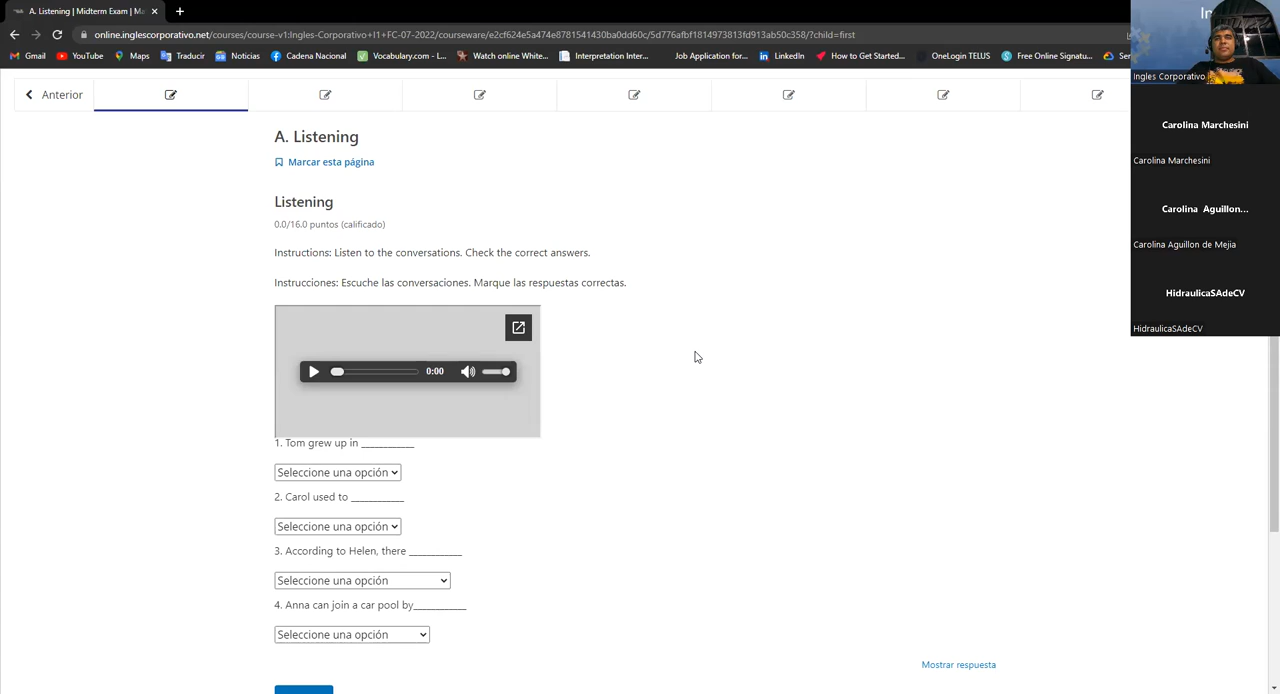 A. Listening | Midterm Exam | Ma
online.inglescorporativo.net/courses/course-v1:Ingles-Corporativo+I1+FC-07-2022/courseware/e2cf624e5a474e8781541430ba0dd60c/5d776afbf1814973813fd913ab50c358/?child=first
Gmail YouTube Maps Traducir Noticias Cadena Nacional Vocabulary.com - L... Watch online White... Interpretation Inter... Job Application for... LinkedIn How to Get Started... OneLogin TELUS Free Online Signatu... Ser
Ingles Corporativo
Anterior
A. Listening
Marcar esta página
Listening
0.0/16.0 puntos (calificado)
Instructions: Listen to the conversations. Check the correct answers.
Instrucciones: Escuche las conversaciones. Marque las respuestas correctas.
0:00
1. Tom grew up in ___________
Seleccione una opción
2. Carol used to ___________
Seleccione una opción
3. According to Helen, there ___________
Seleccione una opción
4. Anna can join a car pool by___________
Seleccione una opción
Mostrar respuesta
Carolina Marchesini
Carolina Marchesini
Carolina Aguillon...
Carolina Aguillon de Mejia
HidraulicaSAdeCV
HidraulicaSAdeCV